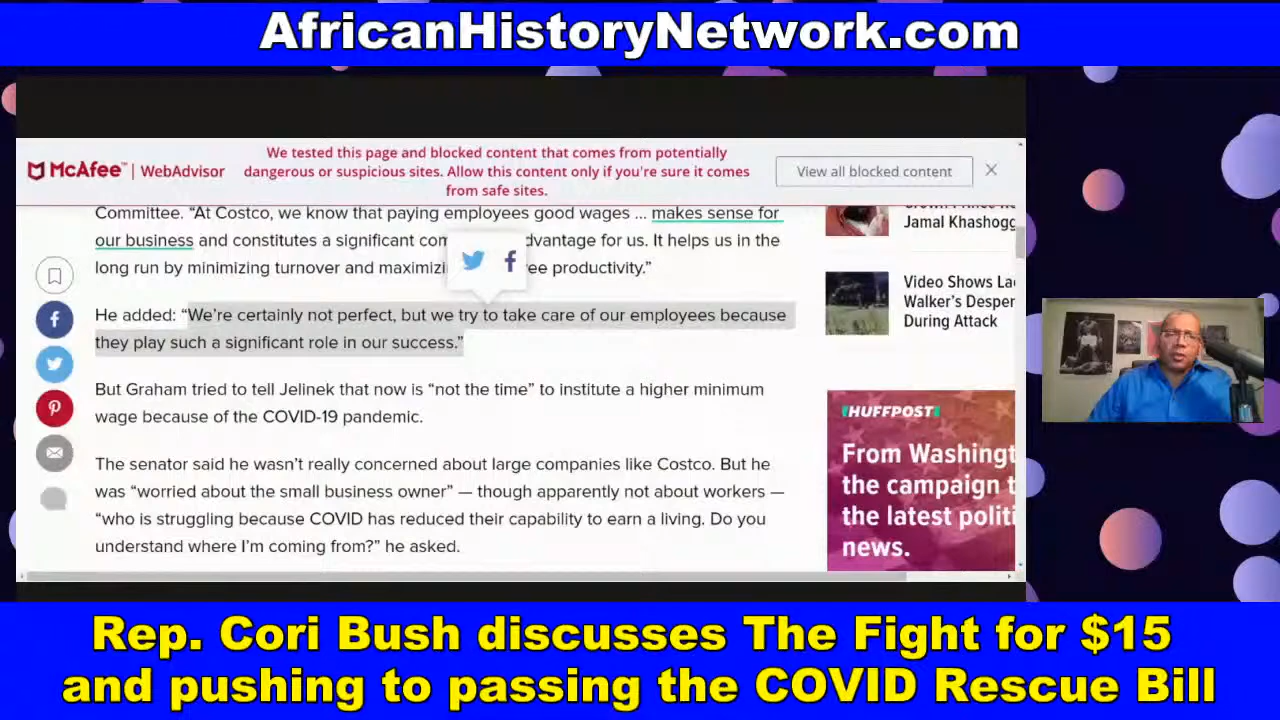 AfricanHistoryNetwork.com
McAfee™ | WebAdvisor
We tested this page and blocked content that comes from potentially
dangerous or suspicious sites. Allow this content only if you're sure it comes
from safe sites.
View all blocked content
Committee. “At Costco, we know that paying employees good wages ... makes sense for
our business and constitutes a significant com dvantage for us. It helps us in the
long run by minimizing turnover and maximizi ee productivity.”
He added: “We’re certainly not perfect, but we try to take care of our employees because
they play such a significant role in our success.”
But Graham tried to tell Jelinek that now is “not the time” to institute a higher minimum
wage because of the COVID-19 pandemic.
The senator said he wasn’t really concerned about large companies like Costco. But he
was “worried about the small business owner” — though apparently not about workers —
“who is struggling because COVID has reduced their capability to earn a living. Do you
understand where I’m coming from?” he asked.
Jamal Khashogg
Video Shows La
Walker’s Desper
During Attack
HUFFPOST
From Washingt
the campaign t
the latest politi
news.
Rep. Cori Bush discusses The Fight for $15
and pushing to passing the COVID Rescue Bill